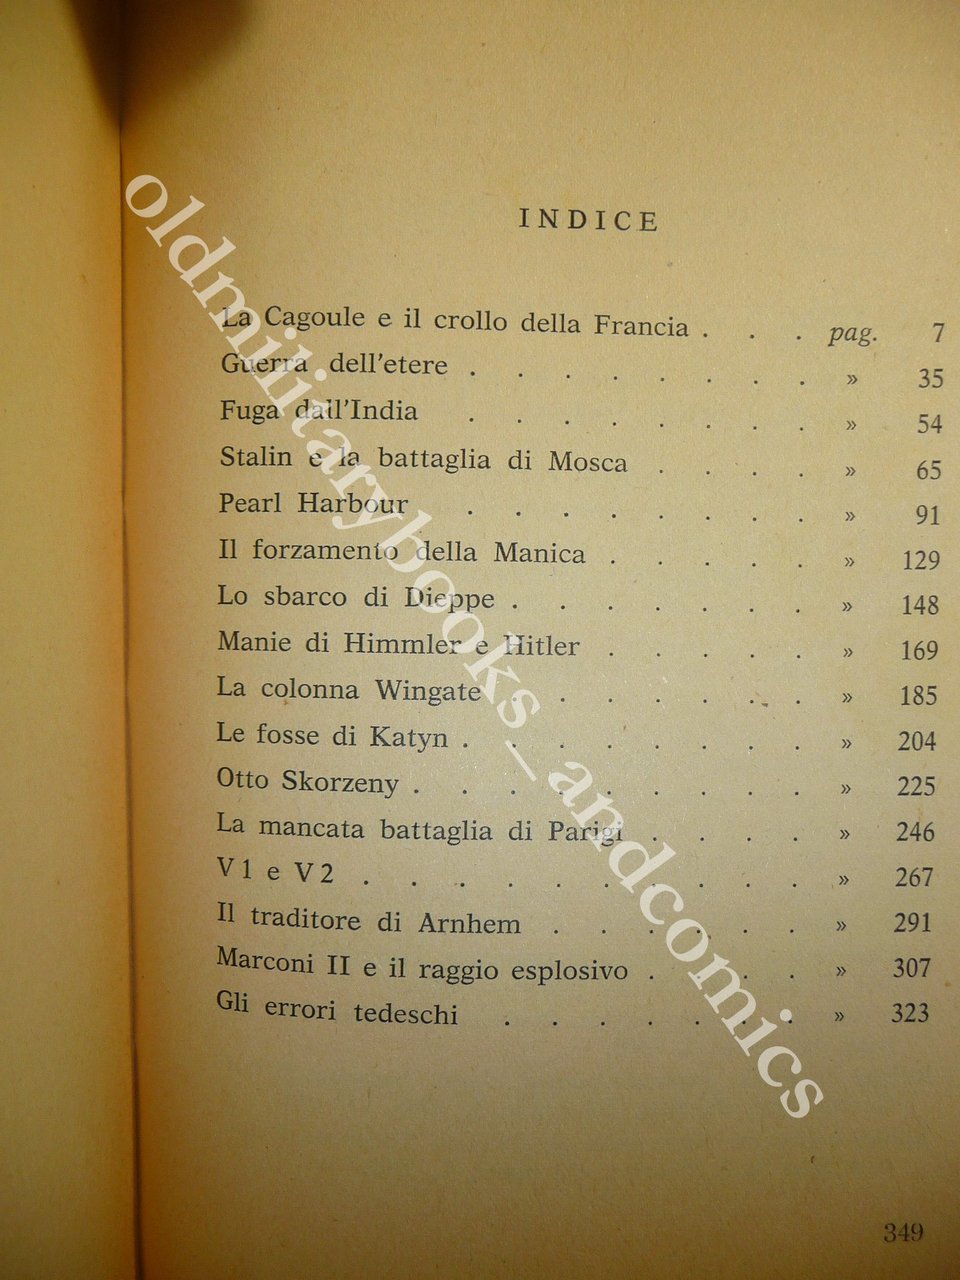 INDICE
La Cagoule e il crollo della Francia . . . pag. 7
Guerra dell'etere . . . . . . . . » 35
Fuga dall'India . . . . . . . . » 54
Stalin e la battaglia di Mosca . . . . » 65
Pearl Harbour . . . . . . . . » 91
Il forzamento della Manica . . . . . » 129
Lo sbarco di Dieppe . . . . . . . » 148
Manie di Himmler e Hitler . . . . . » 169
La colonna Wingate . . . . . . . » 185
Le fosse di Katyn . . . . . . . . » 204
Otto Skorzeny . . . . . . . . . » 225
La mancata battaglia di Parigi . . . . » 246
V1 e V2 . . . . . . . . . . » 267
Il traditore di Arnhem . . . . . . » 291
Marconi II e il raggio esplosivo . . . . » 307
Gli errori tedeschi . . . . . . . » 323
349
oldmilitarybooks_andcomics